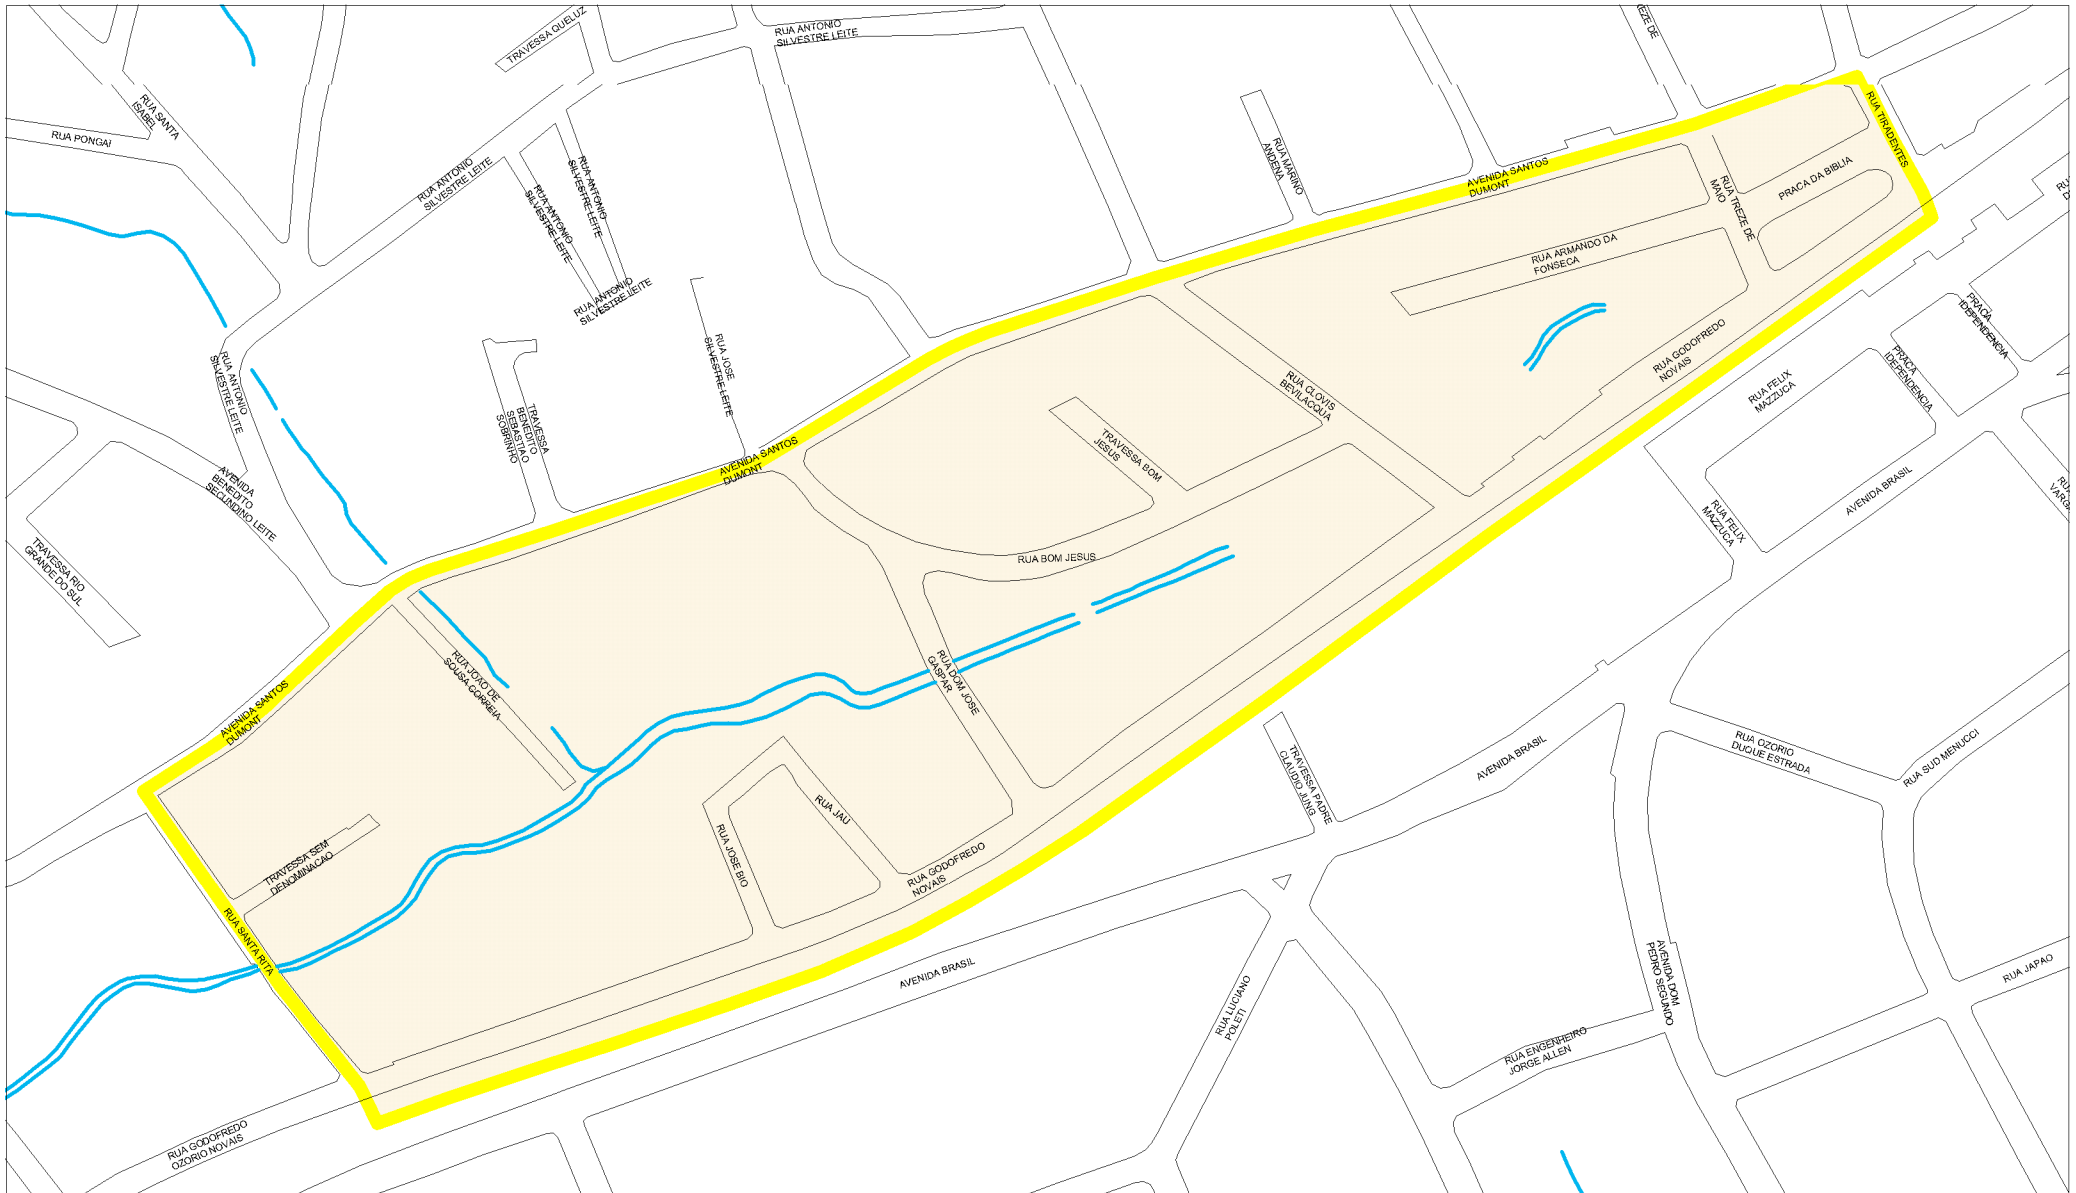 RUA ANTONIO
SILVESTRE LEITE
TRAVESSA QUELUZ
RUA SANTA
ISABEL
RUA PONGAI
RUA ANTONIO
SILVESTRE LEITE
RUA ANTONIO
SILVESTRE LEITE
RUA ANTONIO
SILVESTRE LEITE
RUA ANTONIO
SILVESTRE LEITE
RUA MARINO
ANDENA
AVENIDA SANTOS
DUMONT
RUA TIRADENTES
PRACA DA BIBLIA
RUA TREZE DE
MAIO
RUA ARMANDO DA
FONSECA
PRACA
IDEPENDENCIA
PRACA
IDEPENDENCIA
RUA GODOFREDO
NOVAIS
RUA FELIX
MAZZUCA
RUA FELIX
MAZZUCA
AVENIDA BRASIL
RUA CLOVIS
BEVILACQUA
TRAVESSA BOM
JESUS
RUA BOM JESUS
RUA JOSE
SILVESTRE LEITE
RUA ANTONIO
SILVESTRE LEITE
TRAVESSA
BENEDITO
SEBASTIAO
SOBRINHO
AVENIDA SANTOS
DUMONT
AVENIDA
BENEDITO
SECUNDINO LEITE
TRAVESSA RIO
GRANDE DO SUL
RUA JOAO DE
SOUSA CORREIA
RUA DOM JOSE
GASPAR
AVENIDA SANTOS
DUMONT
RUA OZORIO
DUQUE ESTRADA
RUA SUD MENUCCI
AVENIDA BRASIL
TRAVESSA PADRE
CLAUDIO JUNG
RUA JAU
RUA JOSE BIO
RUA GODOFREDO
NOVAIS
TRAVESSA SEM
DENOMINACAO
RUA SANTA RITA
AVENIDA BRASIL
RUA LUCIANO
POLETI
AVENIDA DOM
PEDRO SEGUNDO
RUA JAPAO
RUA ENGENHEIRO
JORGE ALLEN
RUA GODOFREDO
OZORIO NOVAIS